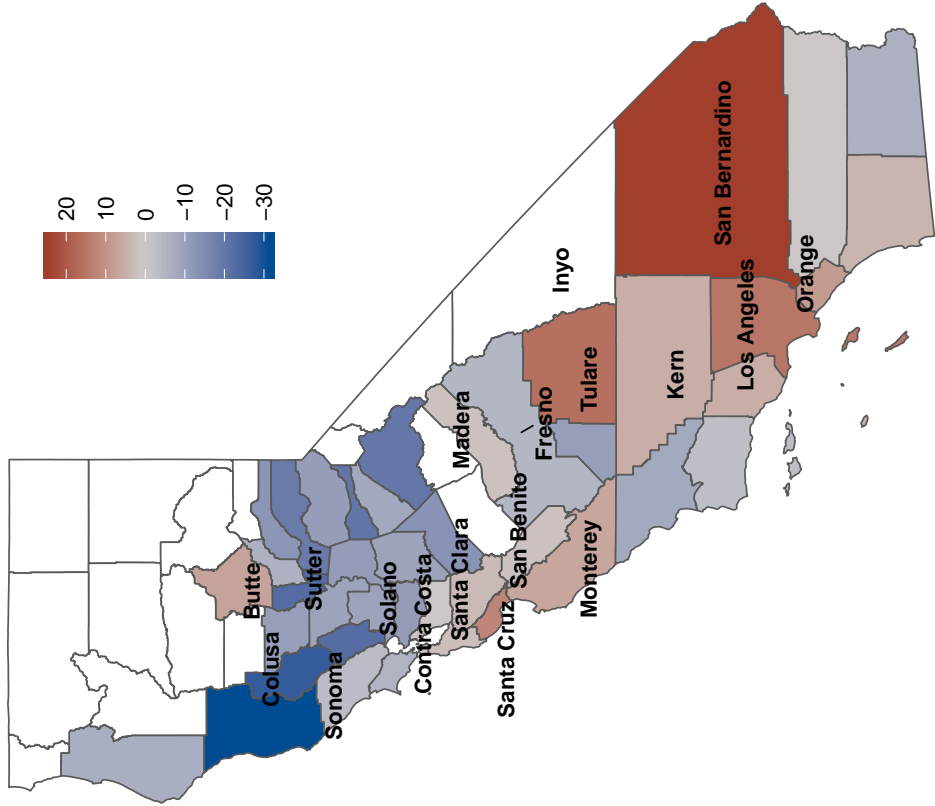 20
10
0
−10
−20
−30
Butte
Colusa
Sutter
Sonoma
Solano
Contra Costa
Santa Clara
Madera
Santa Cruz
San Benito
Fresno
Inyo
Monterey
Tulare
Kern
San Bernardino
Los Angeles
Orange